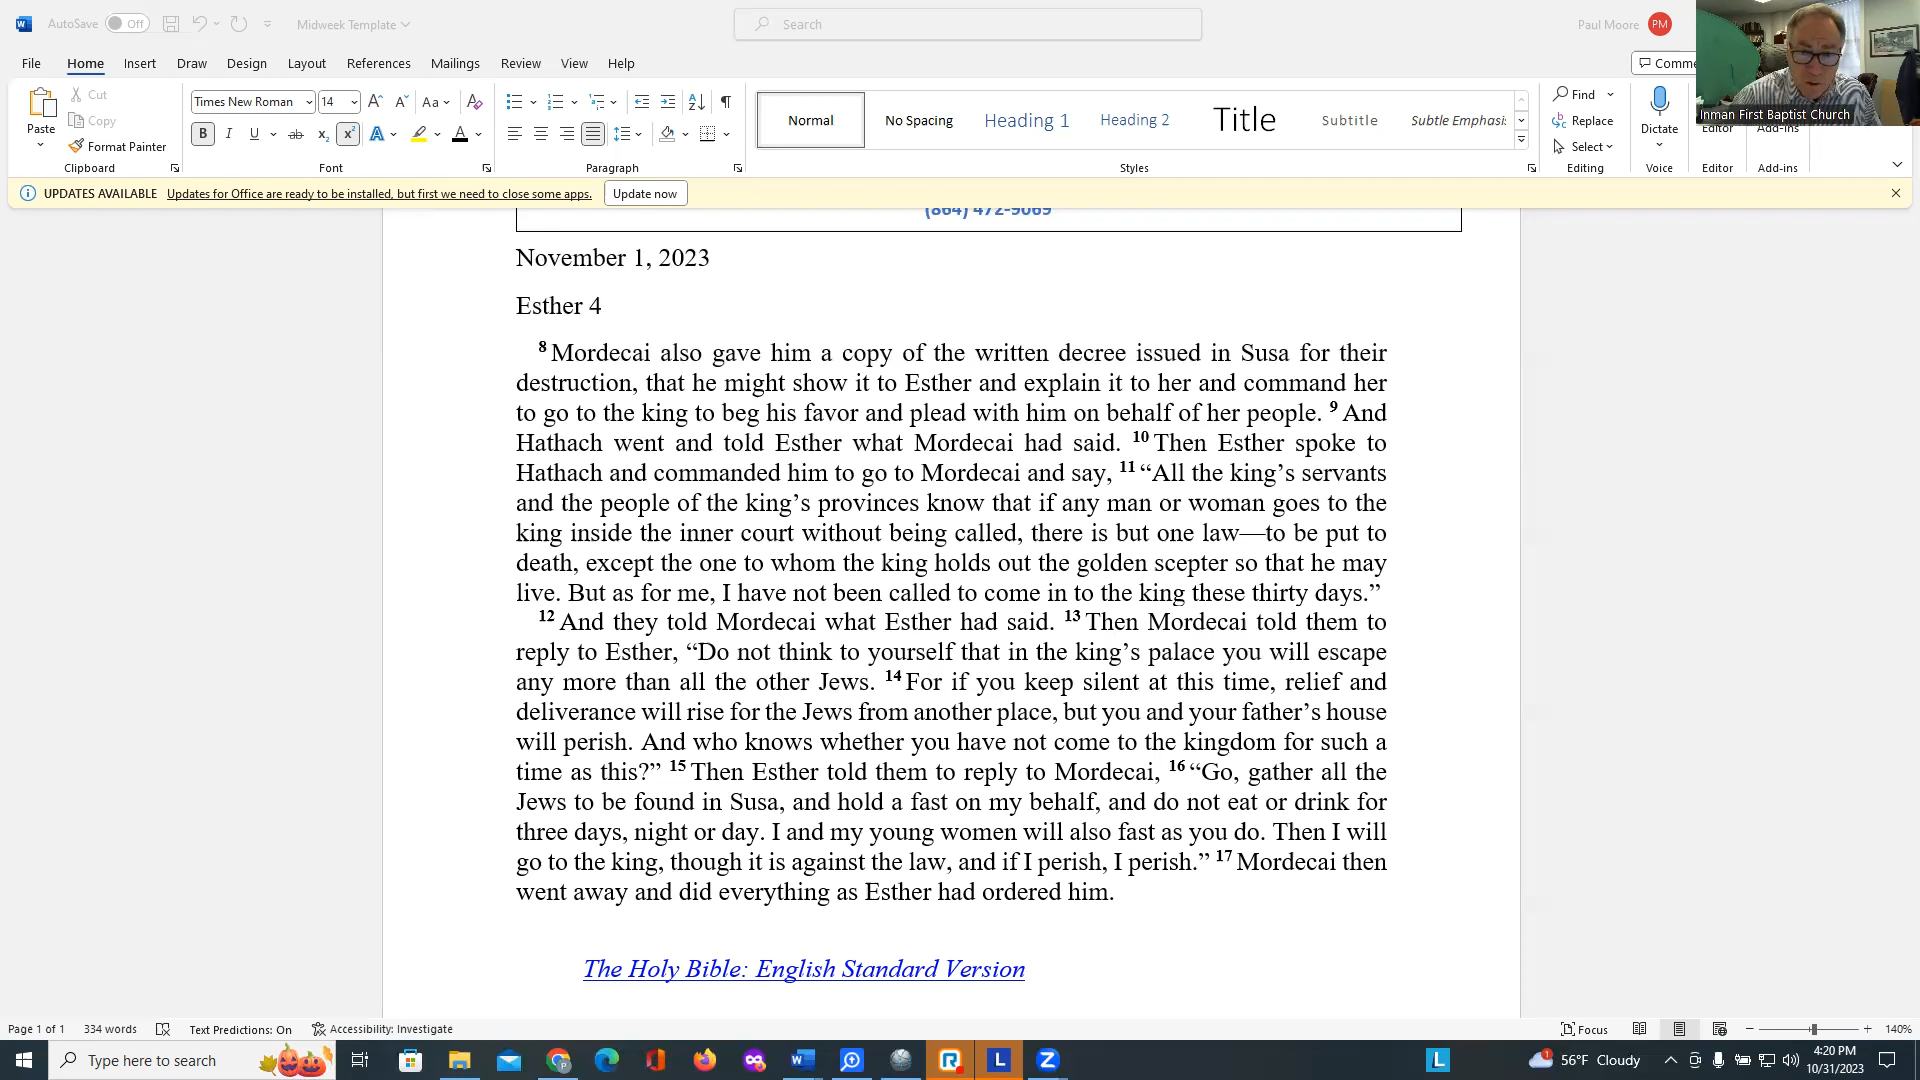 AutoSave Off Midweek Template Search Paul Moore PM
File Home Insert Draw Design Layout References Mailings Review View Help Comme
Paste Cut Copy Format Painter
Times New Roman 14
Normal No Spacing Heading 1 Heading 2 Title Subtitle Subtle Emphasis
Find Replace Select Dictate Editor Add-ins
Inman First Baptist Church
Clipboard Font Paragraph Styles Editing Voice Editor Add-ins
UPDATES AVAILABLE Updates for Office are ready to be installed, but first we need to close some apps. Update now
(864) 472-9069
November 1, 2023
Esther 4
8 Mordecai also gave him a copy of the written decree issued in Susa for their
destruction, that he might show it to Esther and explain it to her and command her
to go to the king to beg his favor and plead with him on behalf of her people. 9 And
Hathach went and told Esther what Mordecai had said. 10 Then Esther spoke to
Hathach and commanded him to go to Mordecai and say, 11 “All the king’s servants
and the people of the king’s provinces know that if any man or woman goes to the
king inside the inner court without being called, there is but one law—to be put to
death, except the one to whom the king holds out the golden scepter so that he may
live. But as for me, I have not been called to come in to the king these thirty days.”
12 And they told Mordecai what Esther had said. 13 Then Mordecai told them to
reply to Esther, “Do not think to yourself that in the king’s palace you will escape
any more than all the other Jews. 14 For if you keep silent at this time, relief and
deliverance will rise for the Jews from another place, but you and your father’s house
will perish. And who knows whether you have not come to the kingdom for such a
time as this?” 15 Then Esther told them to reply to Mordecai, 16 “Go, gather all the
Jews to be found in Susa, and hold a fast on my behalf, and do not eat or drink for
three days, night or day. I and my young women will also fast as you do. Then I will
go to the king, though it is against the law, and if I perish, I perish.” 17 Mordecai then
went away and did everything as Esther had ordered him.
The Holy Bible: English Standard Version
Page 1 of 1 334 words Text Predictions: On Accessibility: Investigate Focus 140%
Type here to search 56°F Cloudy 4:20 PM
10/31/2023